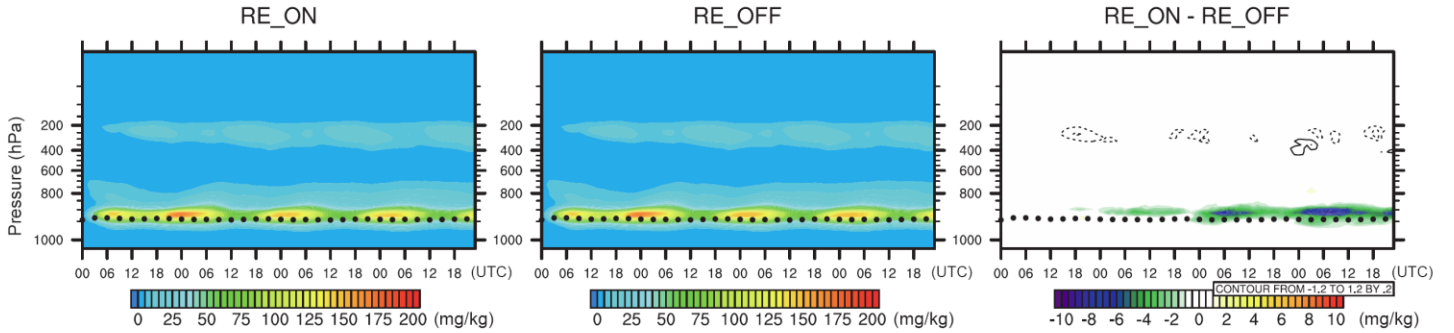 RE_ON
RE_OFF
RE_ON - RE_OFF
Pressure (hPa)
200
400
600
800
1000
00 06 12 18 00 06 12 18 00 06 12 18 00 06 12 18 (UTC)
0 25 50 75 100 125 150 175 200 (mg/kg)
200
400
600
800
1000
00 06 12 18 00 06 12 18 00 06 12 18 00 06 12 18 (UTC)
0 25 50 75 100 125 150 175 200 (mg/kg)
200
400
600
800
1000
00 06 12 18 00 06 12 18 00 06 12 18 00 06 12 18 (UTC)
CONTOUR FROM -1.2 TO 1.2 BY .2
-10 -8 -6 -4 -2 0 2 4 6 8 10 (mg/kg)